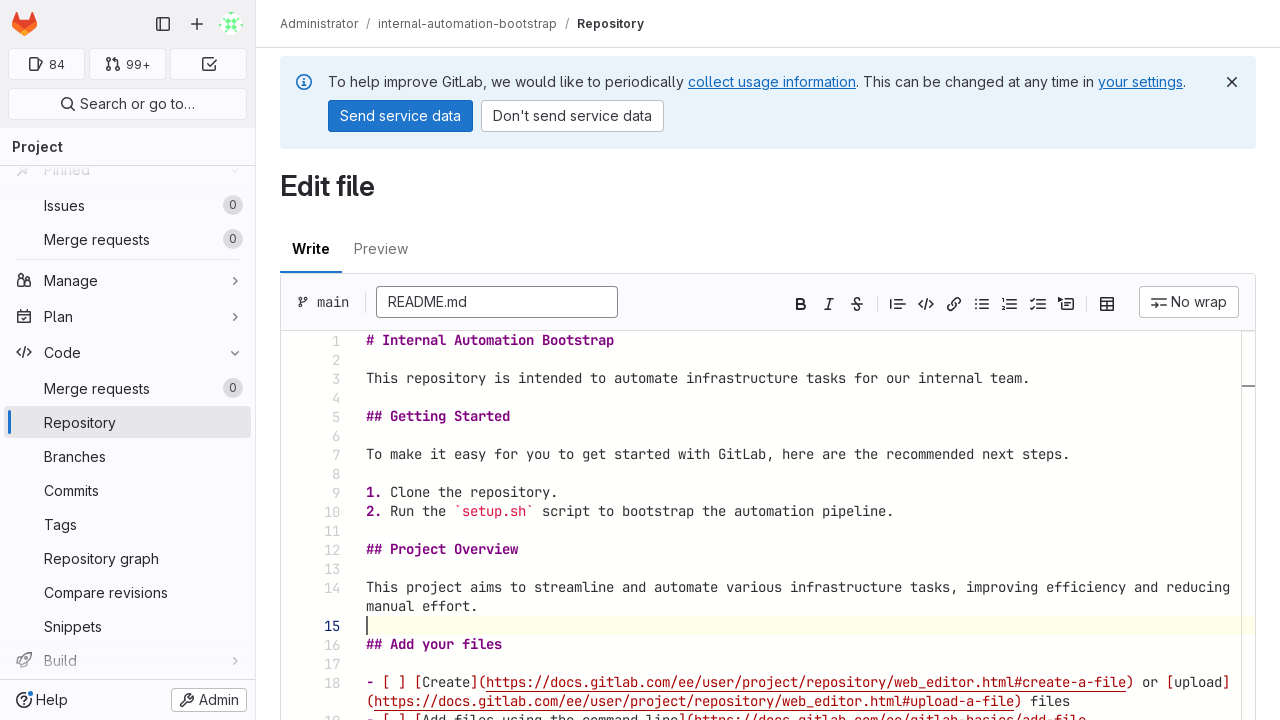 Administrator / internal-automation-bootstrap / Repository
84
99+
Search or go to…
Project
Pinned
Issues 0
Merge requests 0
Manage
Plan
Code
Merge requests 0
Repository
Branches
Commits
Tags
Repository graph
Compare revisions
Snippets
Build
Help
Admin
To help improve GitLab, we would like to periodically collect usage information. This can be changed at any time in your settings.
Send service data
Don't send service data
Edit file
Write
Preview
main
README.md
No wrap
1 # Internal Automation Bootstrap
2
3 This repository is intended to automate infrastructure tasks for our internal team.
4
5 ## Getting Started
6
7 To make it easy for you to get started with GitLab, here are the recommended next steps.
8
9 1. Clone the repository.
10 2. Run the `setup.sh` script to bootstrap the automation pipeline.
11
12 ## Project Overview
13
14 This project aims to streamline and automate various infrastructure tasks, improving efficiency and reducing
manual effort.
15
16 ## Add your files
17
18 - [ ] [Create](https://docs.gitlab.com/ee/user/project/repository/web_editor.html#create-a-file) or [upload]
(https://docs.gitlab.com/ee/user/project/repository/web_editor.html#upload-a-file) files
19 - [ ] [Add files using the command line](https://docs.gitlab.com/ee/gitlab-basics/add-file